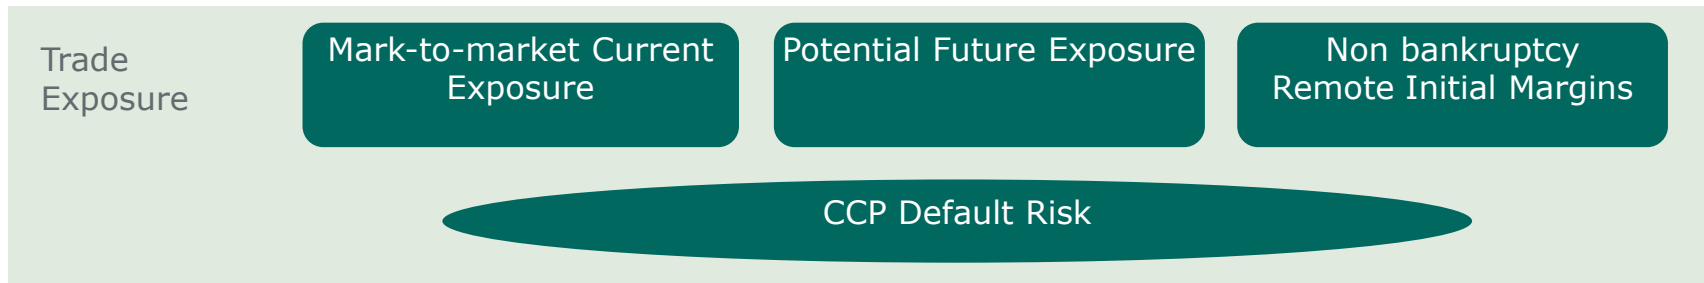 Trade
Exposure
Mark-to-market Current
Exposure
Potential Future Exposure
Non bankruptcy
Remote Initial Margins
CCP Default Risk